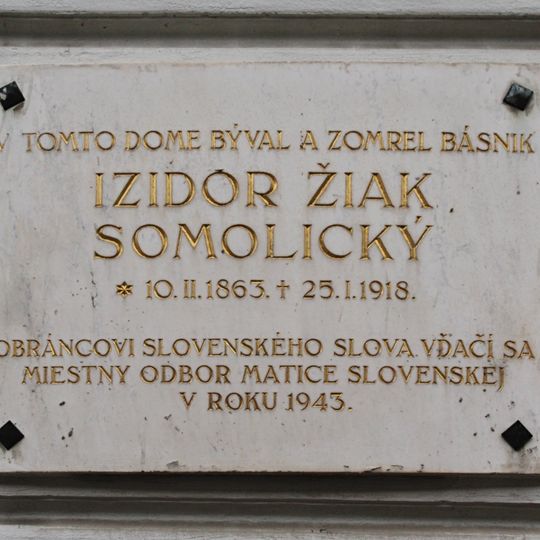 V TOMTO DOME BÝVAL A ZOMREL BÁSNIK
IZIDOR ŽIAK
SOMOLICKÝ
* 10. II. 1863. † 25. I. 1918.
OBRÁNCOVI SLOVENSKÉHO SLOVA VĎAČÍ SA
MIESTNY ODBOR MATICE SLOVENSKEJ
V ROKU 1943.